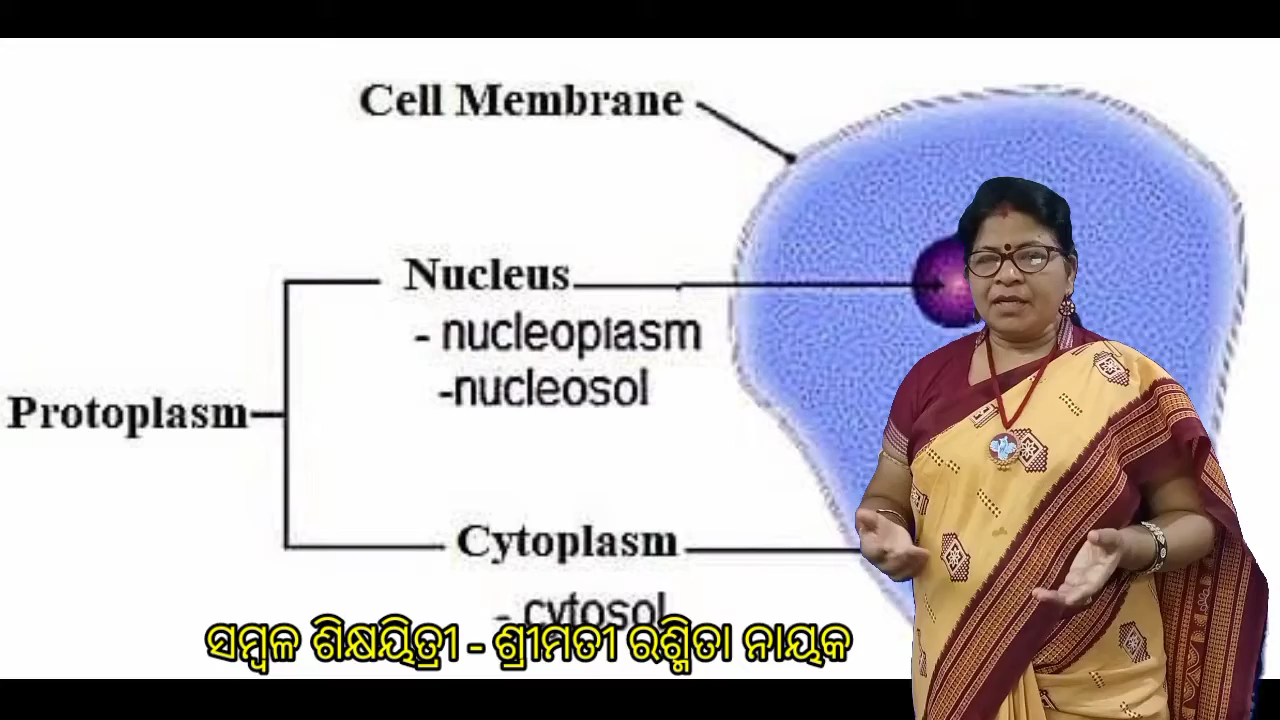 Cell Membrane
Nucleus
- nucleoplasm
-nucleosol
Protoplasm
Cytoplasm
- cytosol
ସମ୍ବଳ ଶିକ୍ଷୟିତ୍ରୀ - ଶ୍ରୀମତୀ ରଶ୍ମିତା ନାୟକ